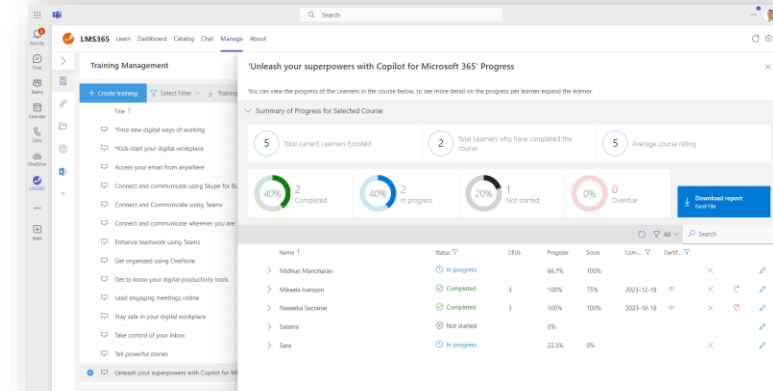 Search
Activity
Chat
Teams
Calendar
Calls
OneDrive
LMS365
Apps
LMS365 Learn Dashboard Catalog Chat Manage About
Training Management
+ Create training Select Filter Training
Title ↑
*Find new digital ways of working
*Kick-start your digital workplace
Access your email from anywhere
Connect and communicate using Skype for Bu
Connect and Communicate using Teams
Connect and communicate wherever you are
Enhance teamwork using Teams
Get organized using OneNote
Get to know your digital productivity tools
Lead engaging meetings online
Stay safe in your digital workplace
Take control of your inbox
Tell powerful stories
Unleash your superpowers with Copilot for Mi
'Unleash your superpowers with Copilot for Microsoft 365' Progress
You can view the progress of the Learners in the course below, to see more detail on the progress per learner expand the learner.
Summary of Progress for Selected Course
5 Total current Learners Enrolled
2 Total Learners who have completed the course
5 Average course rating
40% 2 Completed
40% 2 In progress
20% 1 Not started
0% 0 Overdue
Download report
Excel File
All Search
Name ↑ Status CEUs Progress Score Com... Certif...
Midhun Manoharan In progress 66.7% 100%
Mikaela Ivarsson Completed 3 100% 75% 2023-12-18
Naseeba Sacranie Completed 3 100% 100% 2023-10-18
Salama Not started 0%
Sara In progress 22.3% 0%